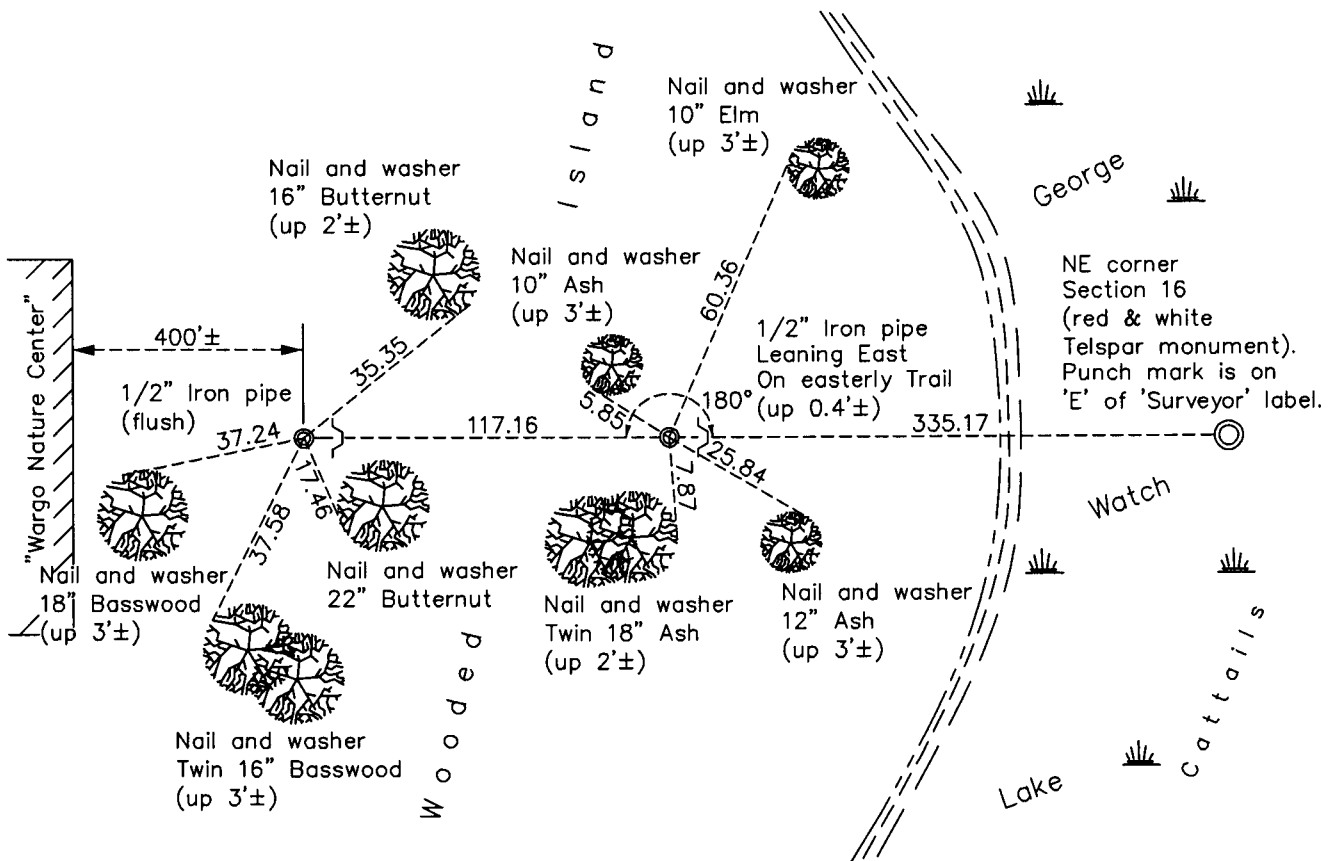 Island
Nail and washer
10" Elm
(up 3'±)
Nail and washer
16" Butternut
(up 2'±)
George
Nail and washer
10" Ash
(up 3'±)
60.36
NE corner
Section 16
(red & white
Telspar monument).
Punch mark is on
'E' of 'Surveyor' label.
"Wargo Nature Center"
400'±
35.35
1/2" Iron pipe
Leaning East
On easterly Trail
(up 0.4'±)
1/2" Iron pipe
(flush)
5.85
180°
37.24
117.16
335.17
25.84
17.46
7.87
37.58
Watch
Nail and washer
18" Basswood
(up 3'±)
Nail and washer
22" Butternut
Nail and washer
Twin 18" Ash
(up 2'±)
Nail and washer
12" Ash
(up 3'±)
Wooded
Cattails
Nail and washer
Twin 16" Basswood
(up 3'±)
Lake